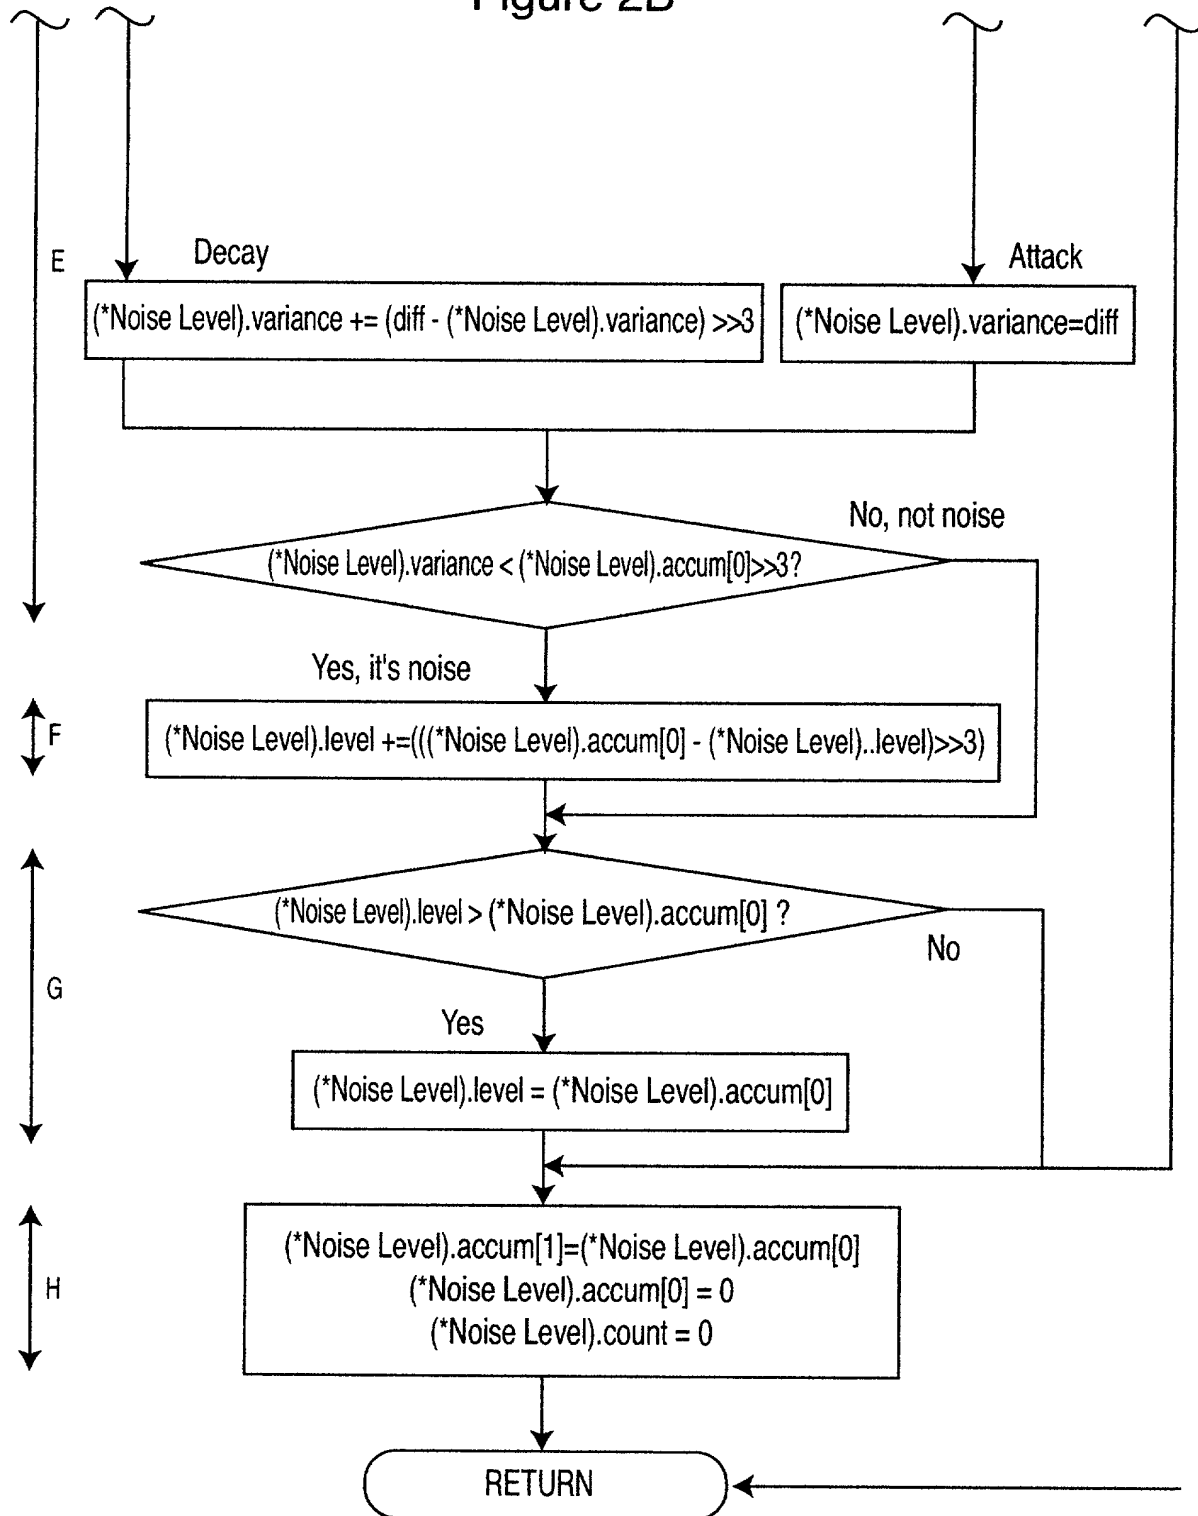 Figure 2B
E
Decay
Attack
(*Noise Level).variance += (diff - (*Noise Level).variance) >>3
(*Noise Level).variance=diff
No, not noise
(*Noise Level).variance < (*Noise Level).accum[0]>>3?
Yes, it's noise
F
(*Noise Level).level +=(((*Noise Level).accum[0] - (*Noise Level)..level)>>3)
(*Noise Level).level > (*Noise Level).accum[0] ?
No
G
Yes
(*Noise Level).level = (*Noise Level).accum[0]
H
(*Noise Level).accum[1]=(*Noise Level).accum[0]
(*Noise Level).accum[0] = 0
(*Noise Level).count = 0
RETURN